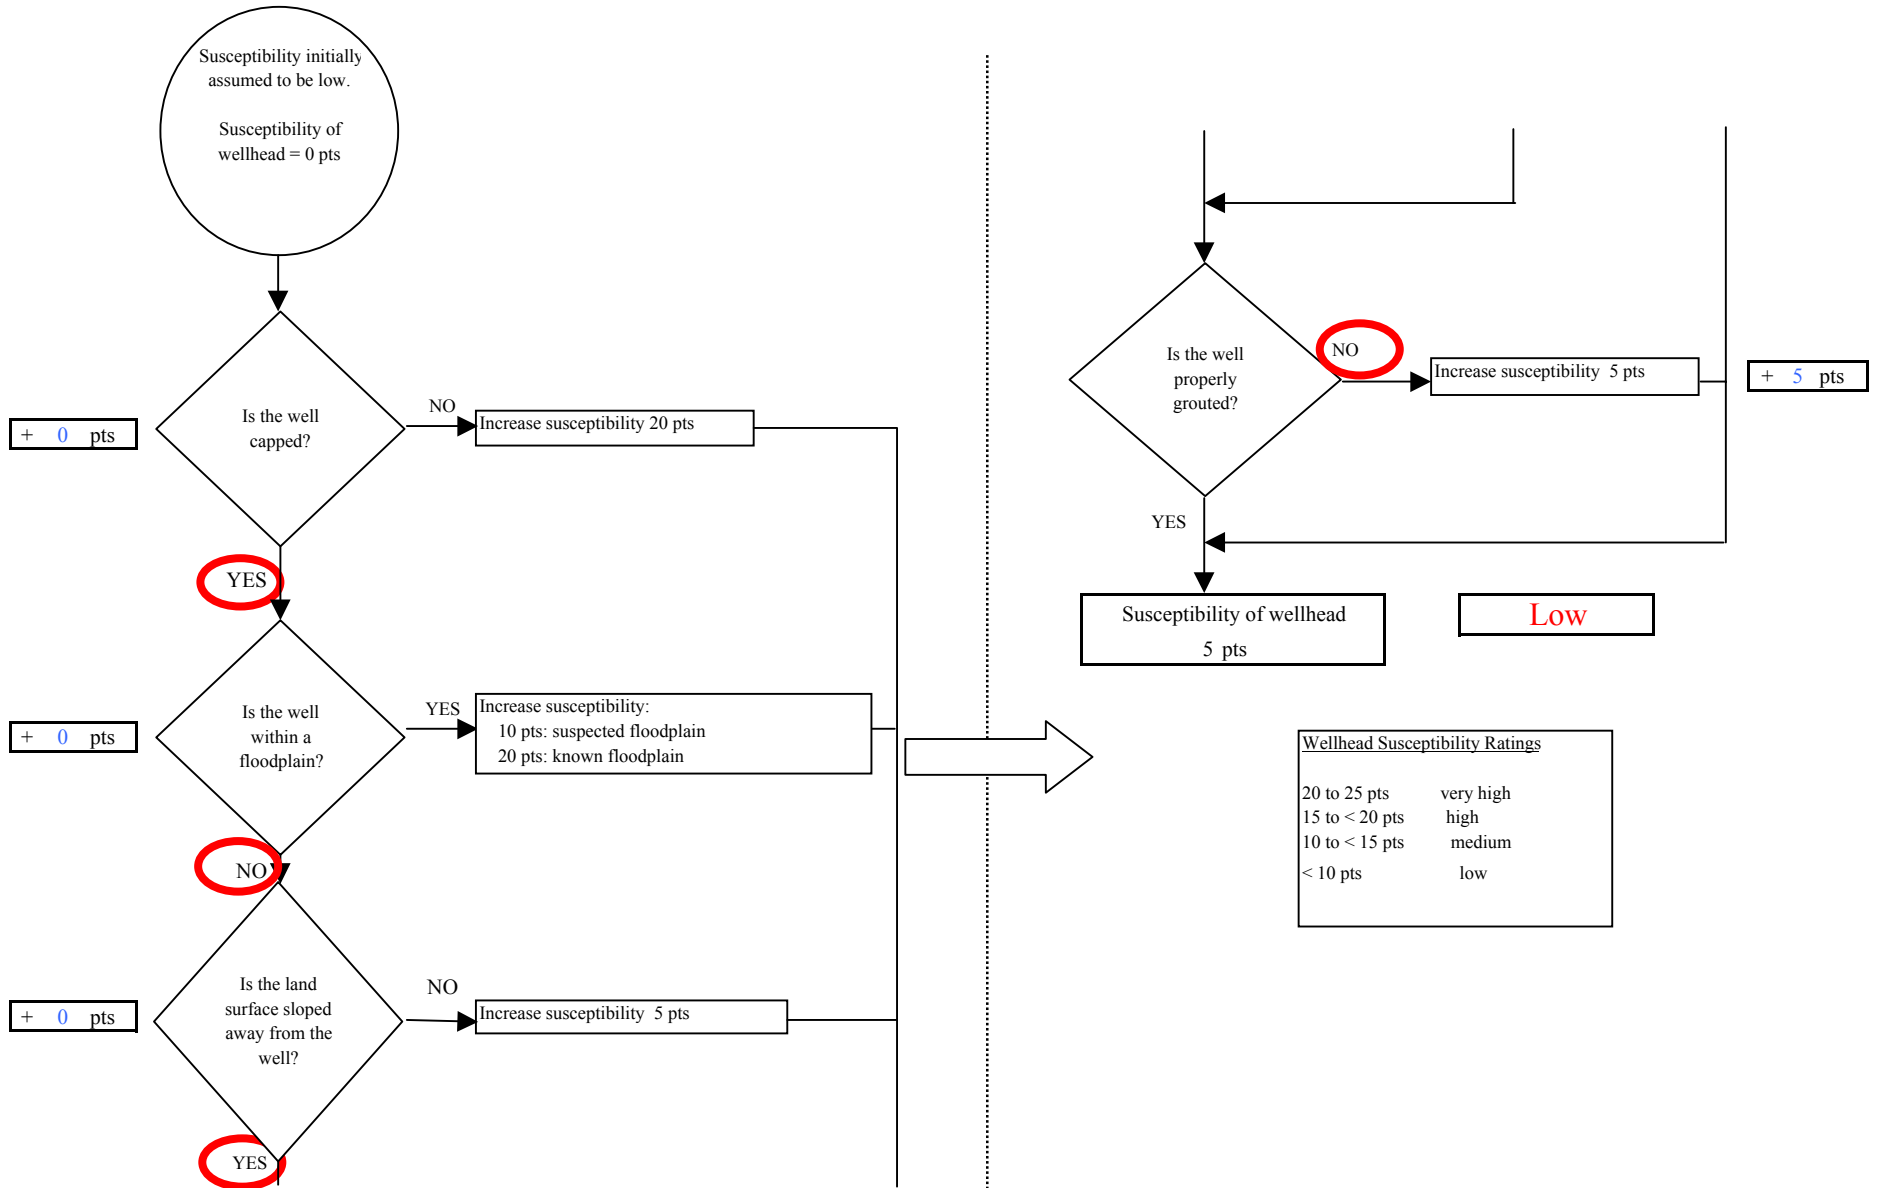 Susceptibility initially
assumed to be low.
Susceptibility of
wellhead = 0 pts
Is the well
capped?
NO
Increase susceptibility 20 pts
+ 0 pts
YES
Is the well
within a
floodplain?
YES
Increase susceptibility:
10 pts: suspected floodplain
20 pts: known floodplain
+ 0 pts
NO
Is the land
surface sloped
away from the
well?
NO
Increase susceptibility 5 pts
+ 0 pts
YES
Is the well
properly
grouted?
NO
Increase susceptibility 5 pts
+ 5 pts
YES
Susceptibility of wellhead
5 pts
Low
Wellhead Susceptibility Ratings
20 to 25 pts very high
15 to < 20 pts high
10 to < 15 pts medium
< 10 pts low